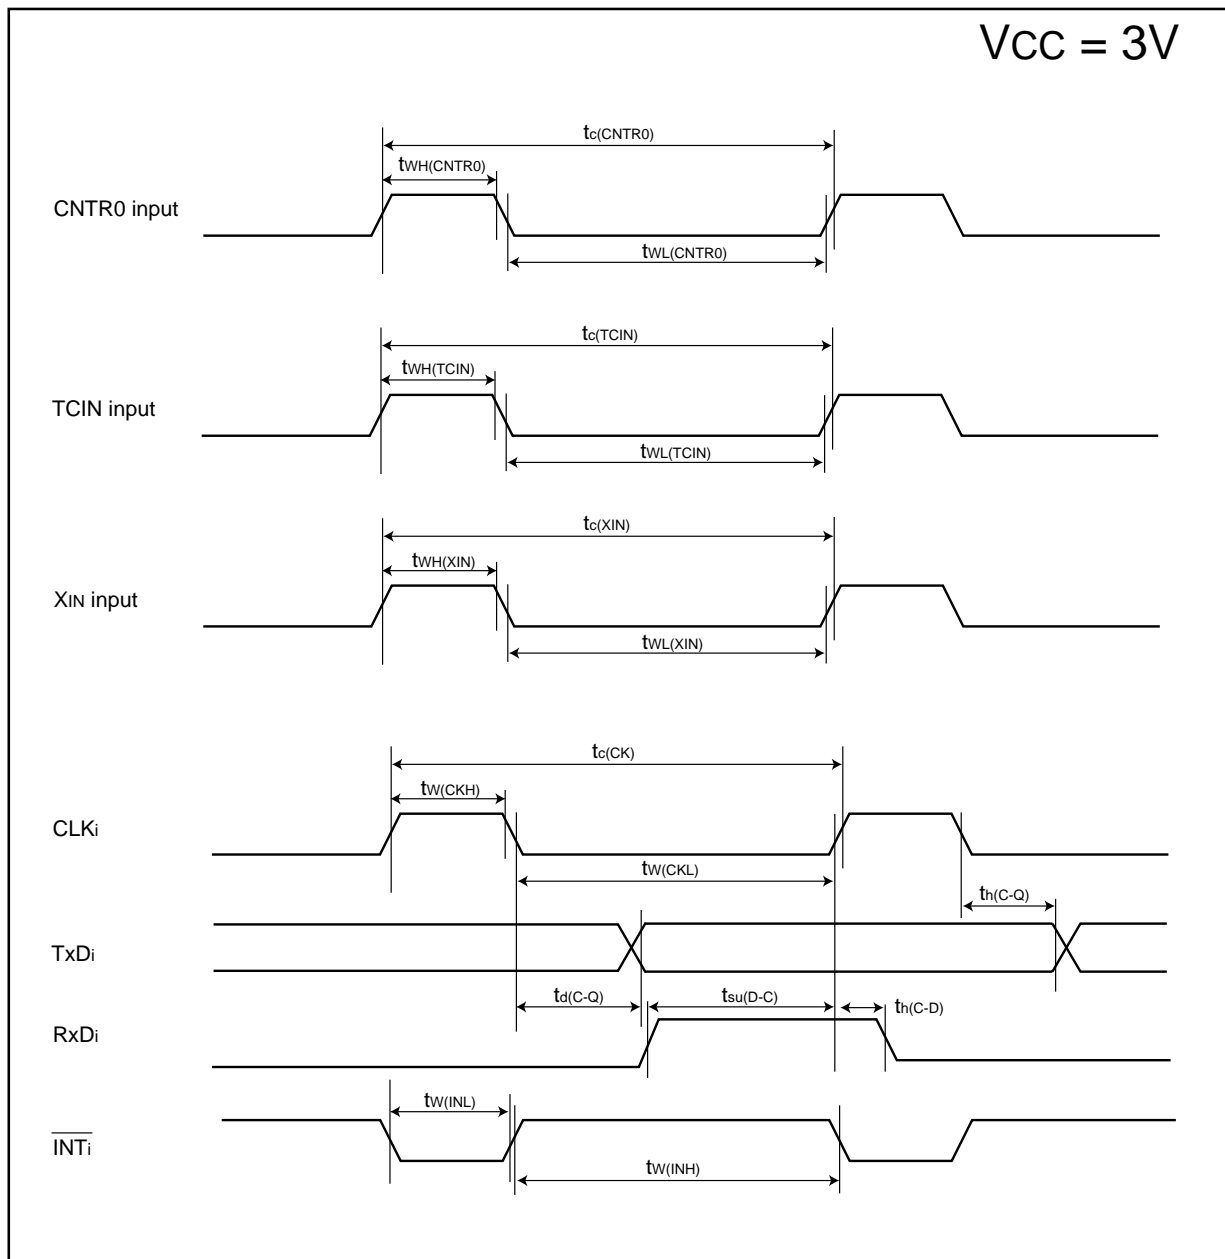 VCC = 3V
tc(CNTR0)
tWH(CNTR0)
CNTR0 input
tWL(CNTR0)
tc(TCIN)
tWH(TCIN)
TCIN input
tWL(TCIN)
tc(XIN)
tWH(XIN)
XIN input
tWL(XIN)
tc(CK)
tW(CKH)
CLKi
tW(CKL)
th(C-Q)
TxDi
td(C-Q)
tsu(D-C)
th(C-D)
RxDi
tW(INL)
INTi
tW(INH)